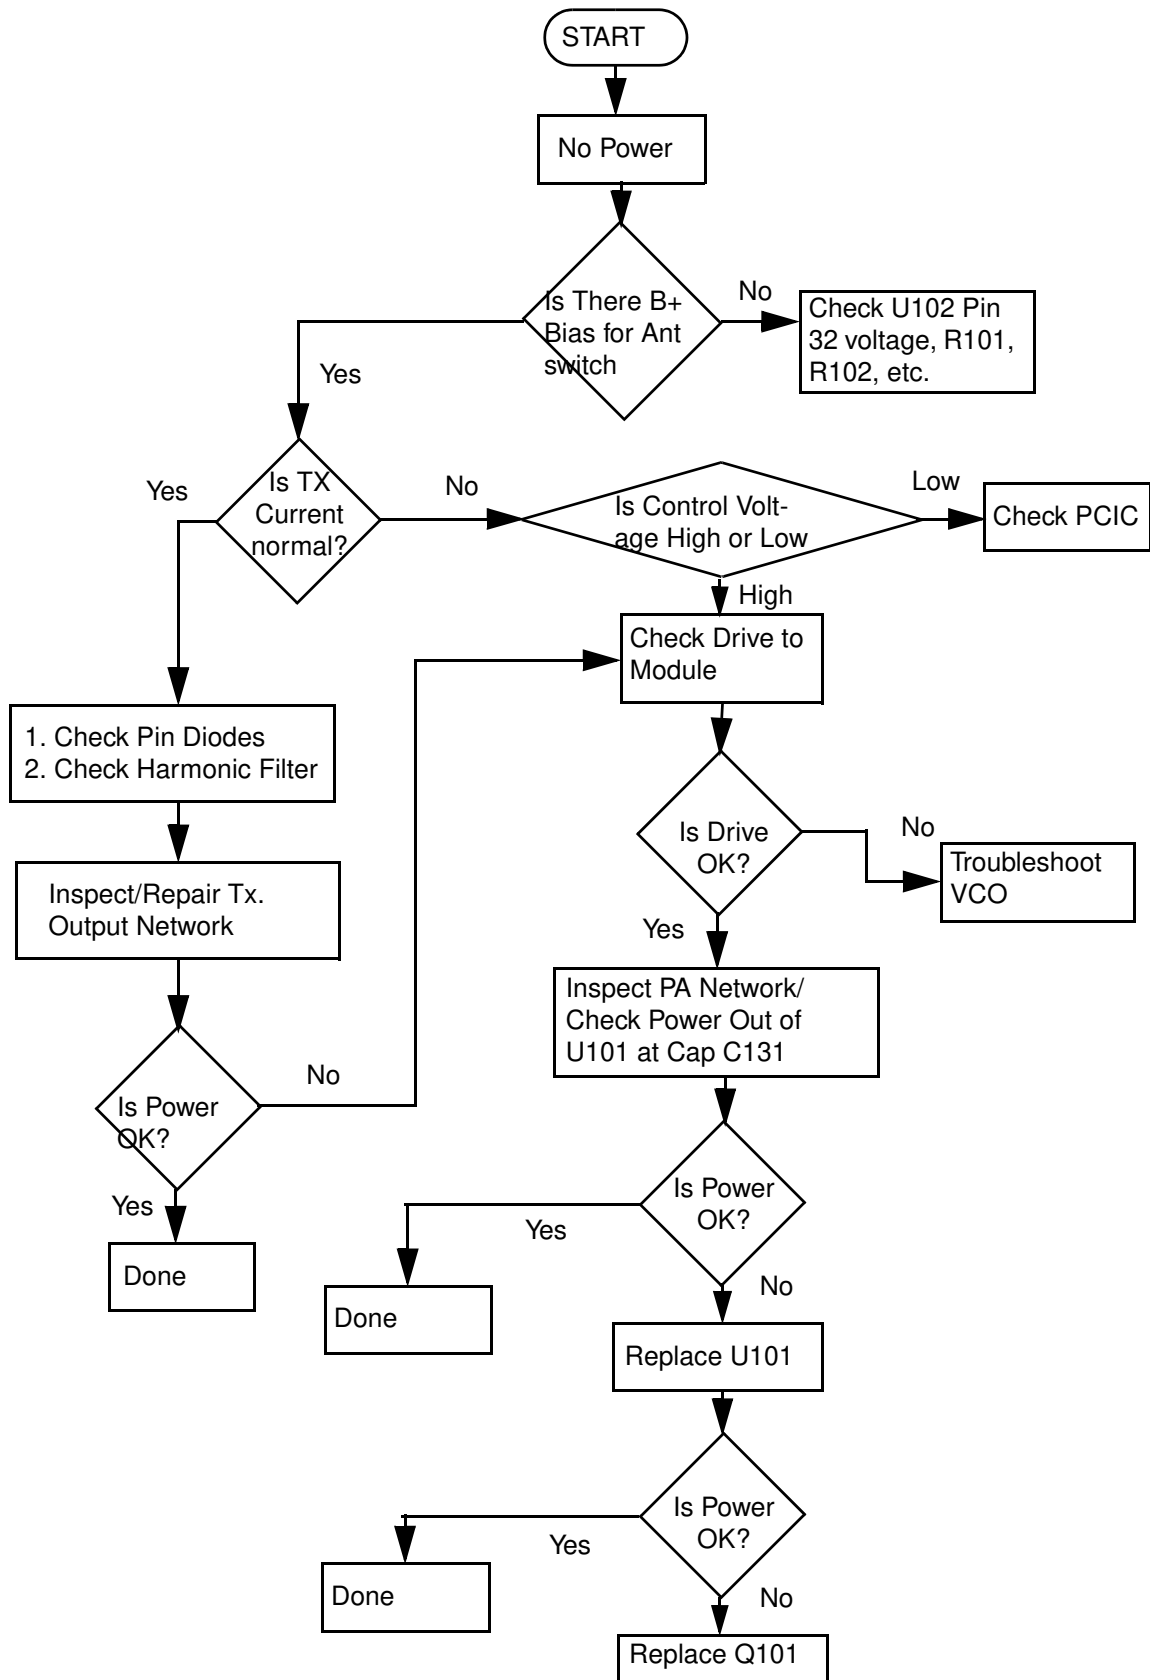 START
No Power
Is There B+
Bias for Ant
switch
No
Check U102 Pin
32 voltage, R101,
R102, etc.
Yes
Is TX
Current
normal?
Yes
No
Is Control Volt-
age High or Low
Low
Check PCIC
High
Check Drive to
Module
1. Check Pin Diodes
2. Check Harmonic Filter
Is Drive
OK?
No
Troubleshoot
VCO
Inspect/Repair Tx.
Output Network
Yes
Inspect PA Network/
Check Power Out of
U101 at Cap C131
Is Power
OK?
No
Yes
Done
Is Power
OK?
Yes
Done
No
Replace U101
Is Power
OK?
Yes
Done
No
Replace Q101